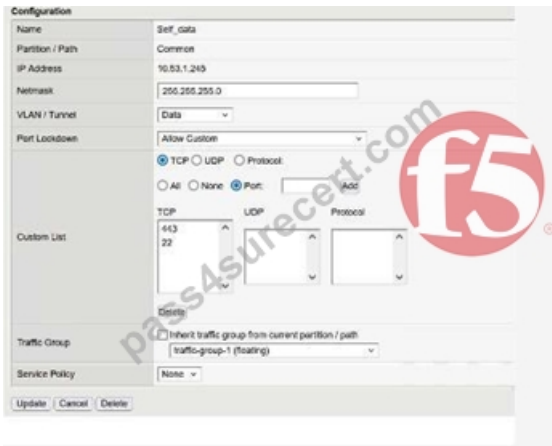 Configuration
Name Self_data
Partition / Path Common
IP Address 10.53.1.245
Netmask 255.255.255.0
VLAN / Tunnel Data
Port Lockdown Allow Custom
Custom List
TCP UDP Protocol:
All None Port: Add
TCP UDP Protocol
443
22
Delete
Traffic Group
Inherit traffic group from current partition / path
traffic-group-1 (floating)
Service Policy None
Update Cancel Delete
pass4surecert.com
f5